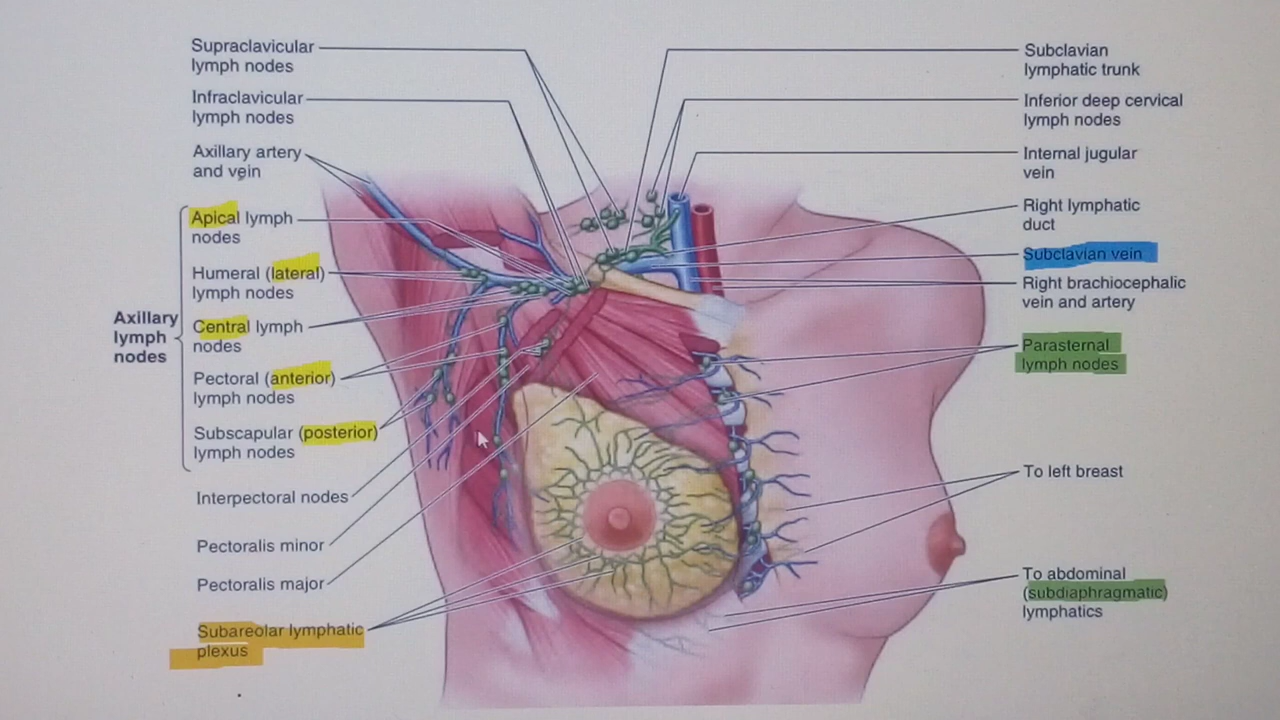 Supraclavicular
lymph nodes
Infraclavicular
lymph nodes
Axillary artery
and vein
Axillary
lymph
nodes
Apical lymph
nodes
Humeral (lateral)
lymph nodes
Central lymph
nodes
Pectoral (anterior)
lymph nodes
Subscapular (posterior)
lymph nodes
Interpectoral nodes
Pectoralis minor
Pectoralis major
Subareolar lymphatic
plexus
Subclavian
lymphatic trunk
Inferior deep cervical
lymph nodes
Internal jugular
vein
Right lymphatic
duct
Subclavian vein
Right brachiocephalic
vein and artery
Parasternal
lymph nodes
To left breast
To abdominal
(subdiaphragmatic)
lymphatics